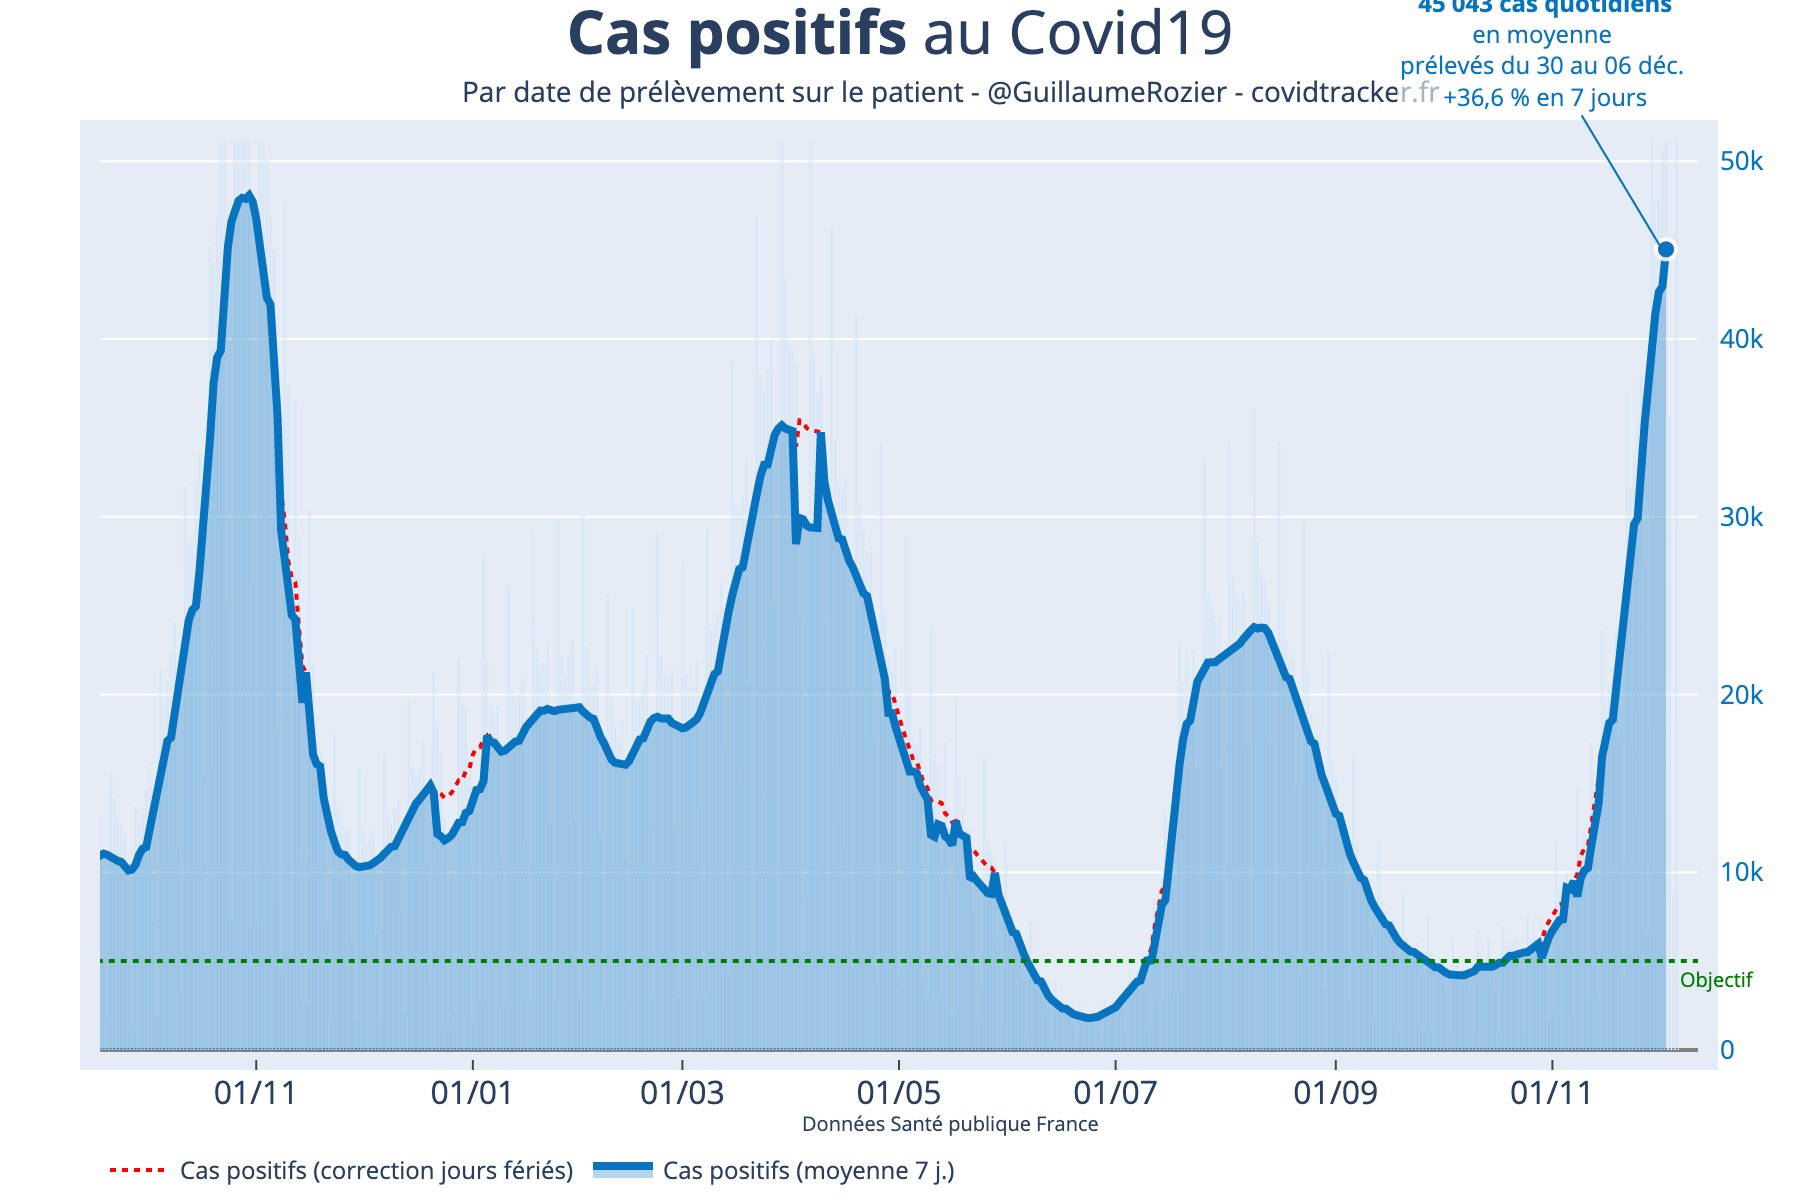 45 043 cas quotidiens
en moyenne
prélevés du 30 au 06 déc.
+36,6 % en 7 jours
Cas positifs au Covid19
Par date de prélèvement sur le patient - @GuillaumeRozier - covidtracker.fr
50k
40k
30k
20k
10k
Objectif
0
01/11
01/01
01/03
01/05
01/07
01/09
01/11
Données Santé publique France
Cas positifs (correction jours fériés)
Cas positifs (moyenne 7 j.)